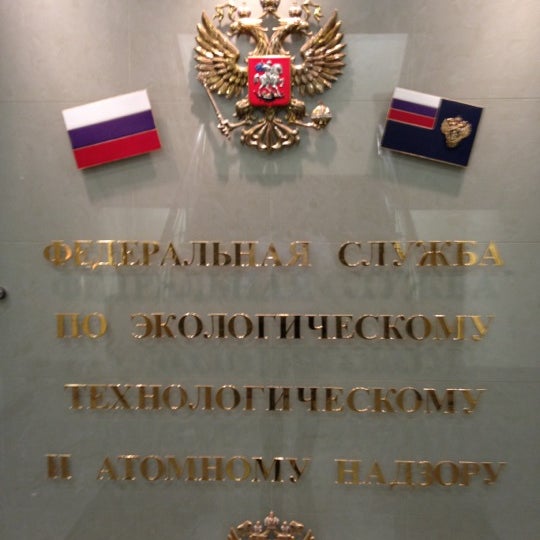 ФЕДЕРАЛЬНАЯ СЛУЖБА
ПО ЭКОЛОГИЧЕСКОМУ
ТЕХНОЛОГИЧЕСКОМУ
И АТОМНОМУ НАДЗОРУ